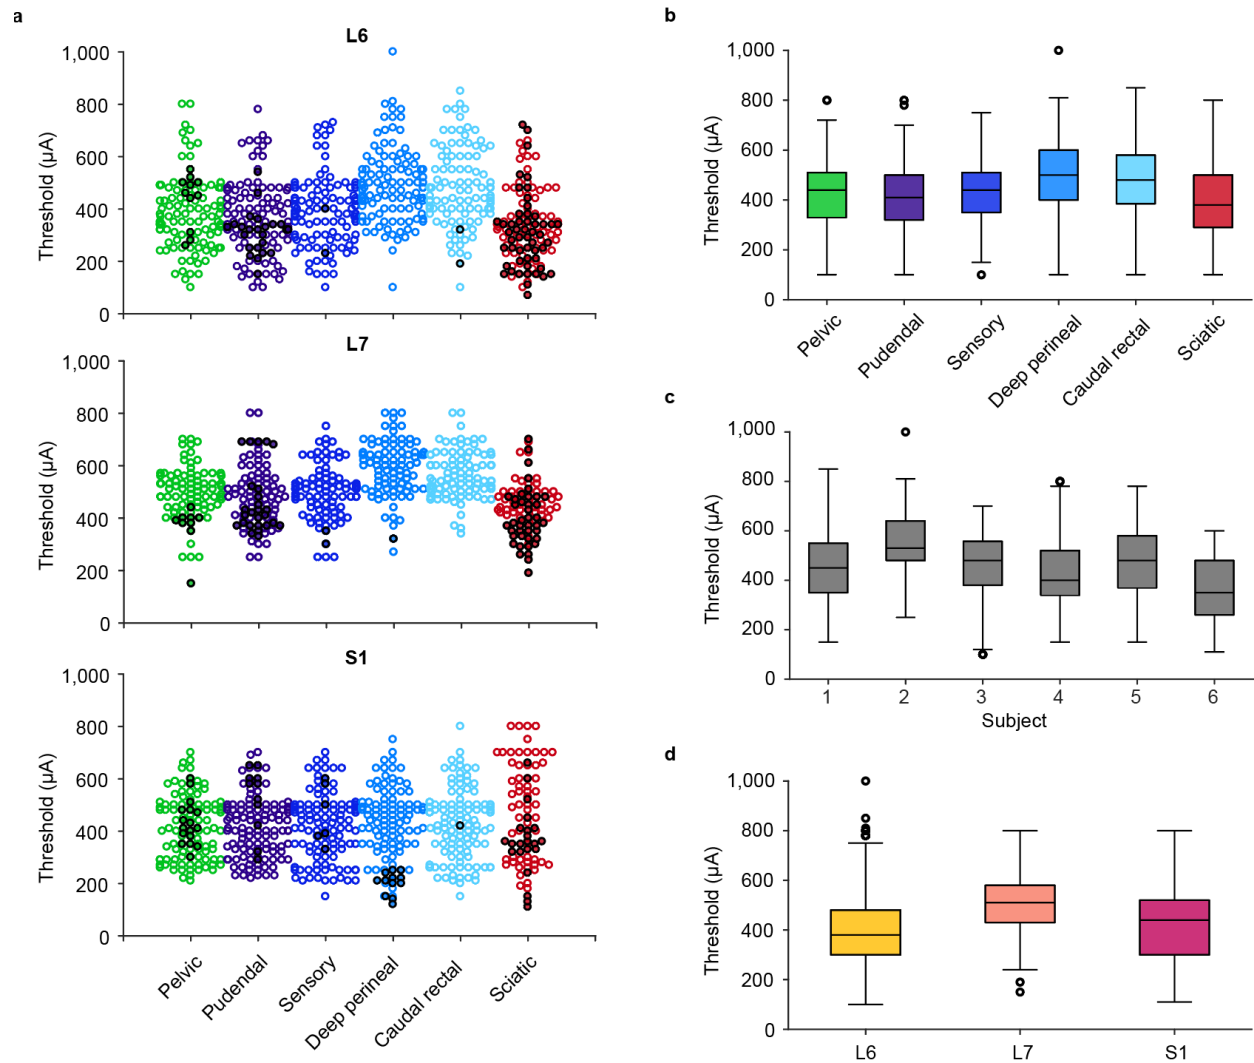 a
L6
Threshold (µA)
1,000
800
600
400
200
0
L7
Threshold (µA)
1,000
800
600
400
200
0
S1
Threshold (µA)
1,000
800
600
400
200
0
Pelvic
Pudendal
Sensory
Deep perineal
Caudal rectal
Sciatic
b
Threshold (µA)
1,000
800
600
400
200
0
Pelvic
Pudendal
Sensory
Deep perineal
Caudal rectal
Sciatic
c
Threshold (µA)
1,000
800
600
400
200
0
1 2 3 4 5 6
Subject
d
Threshold (µA)
1,000
800
600
400
200
0
L6 L7 S1